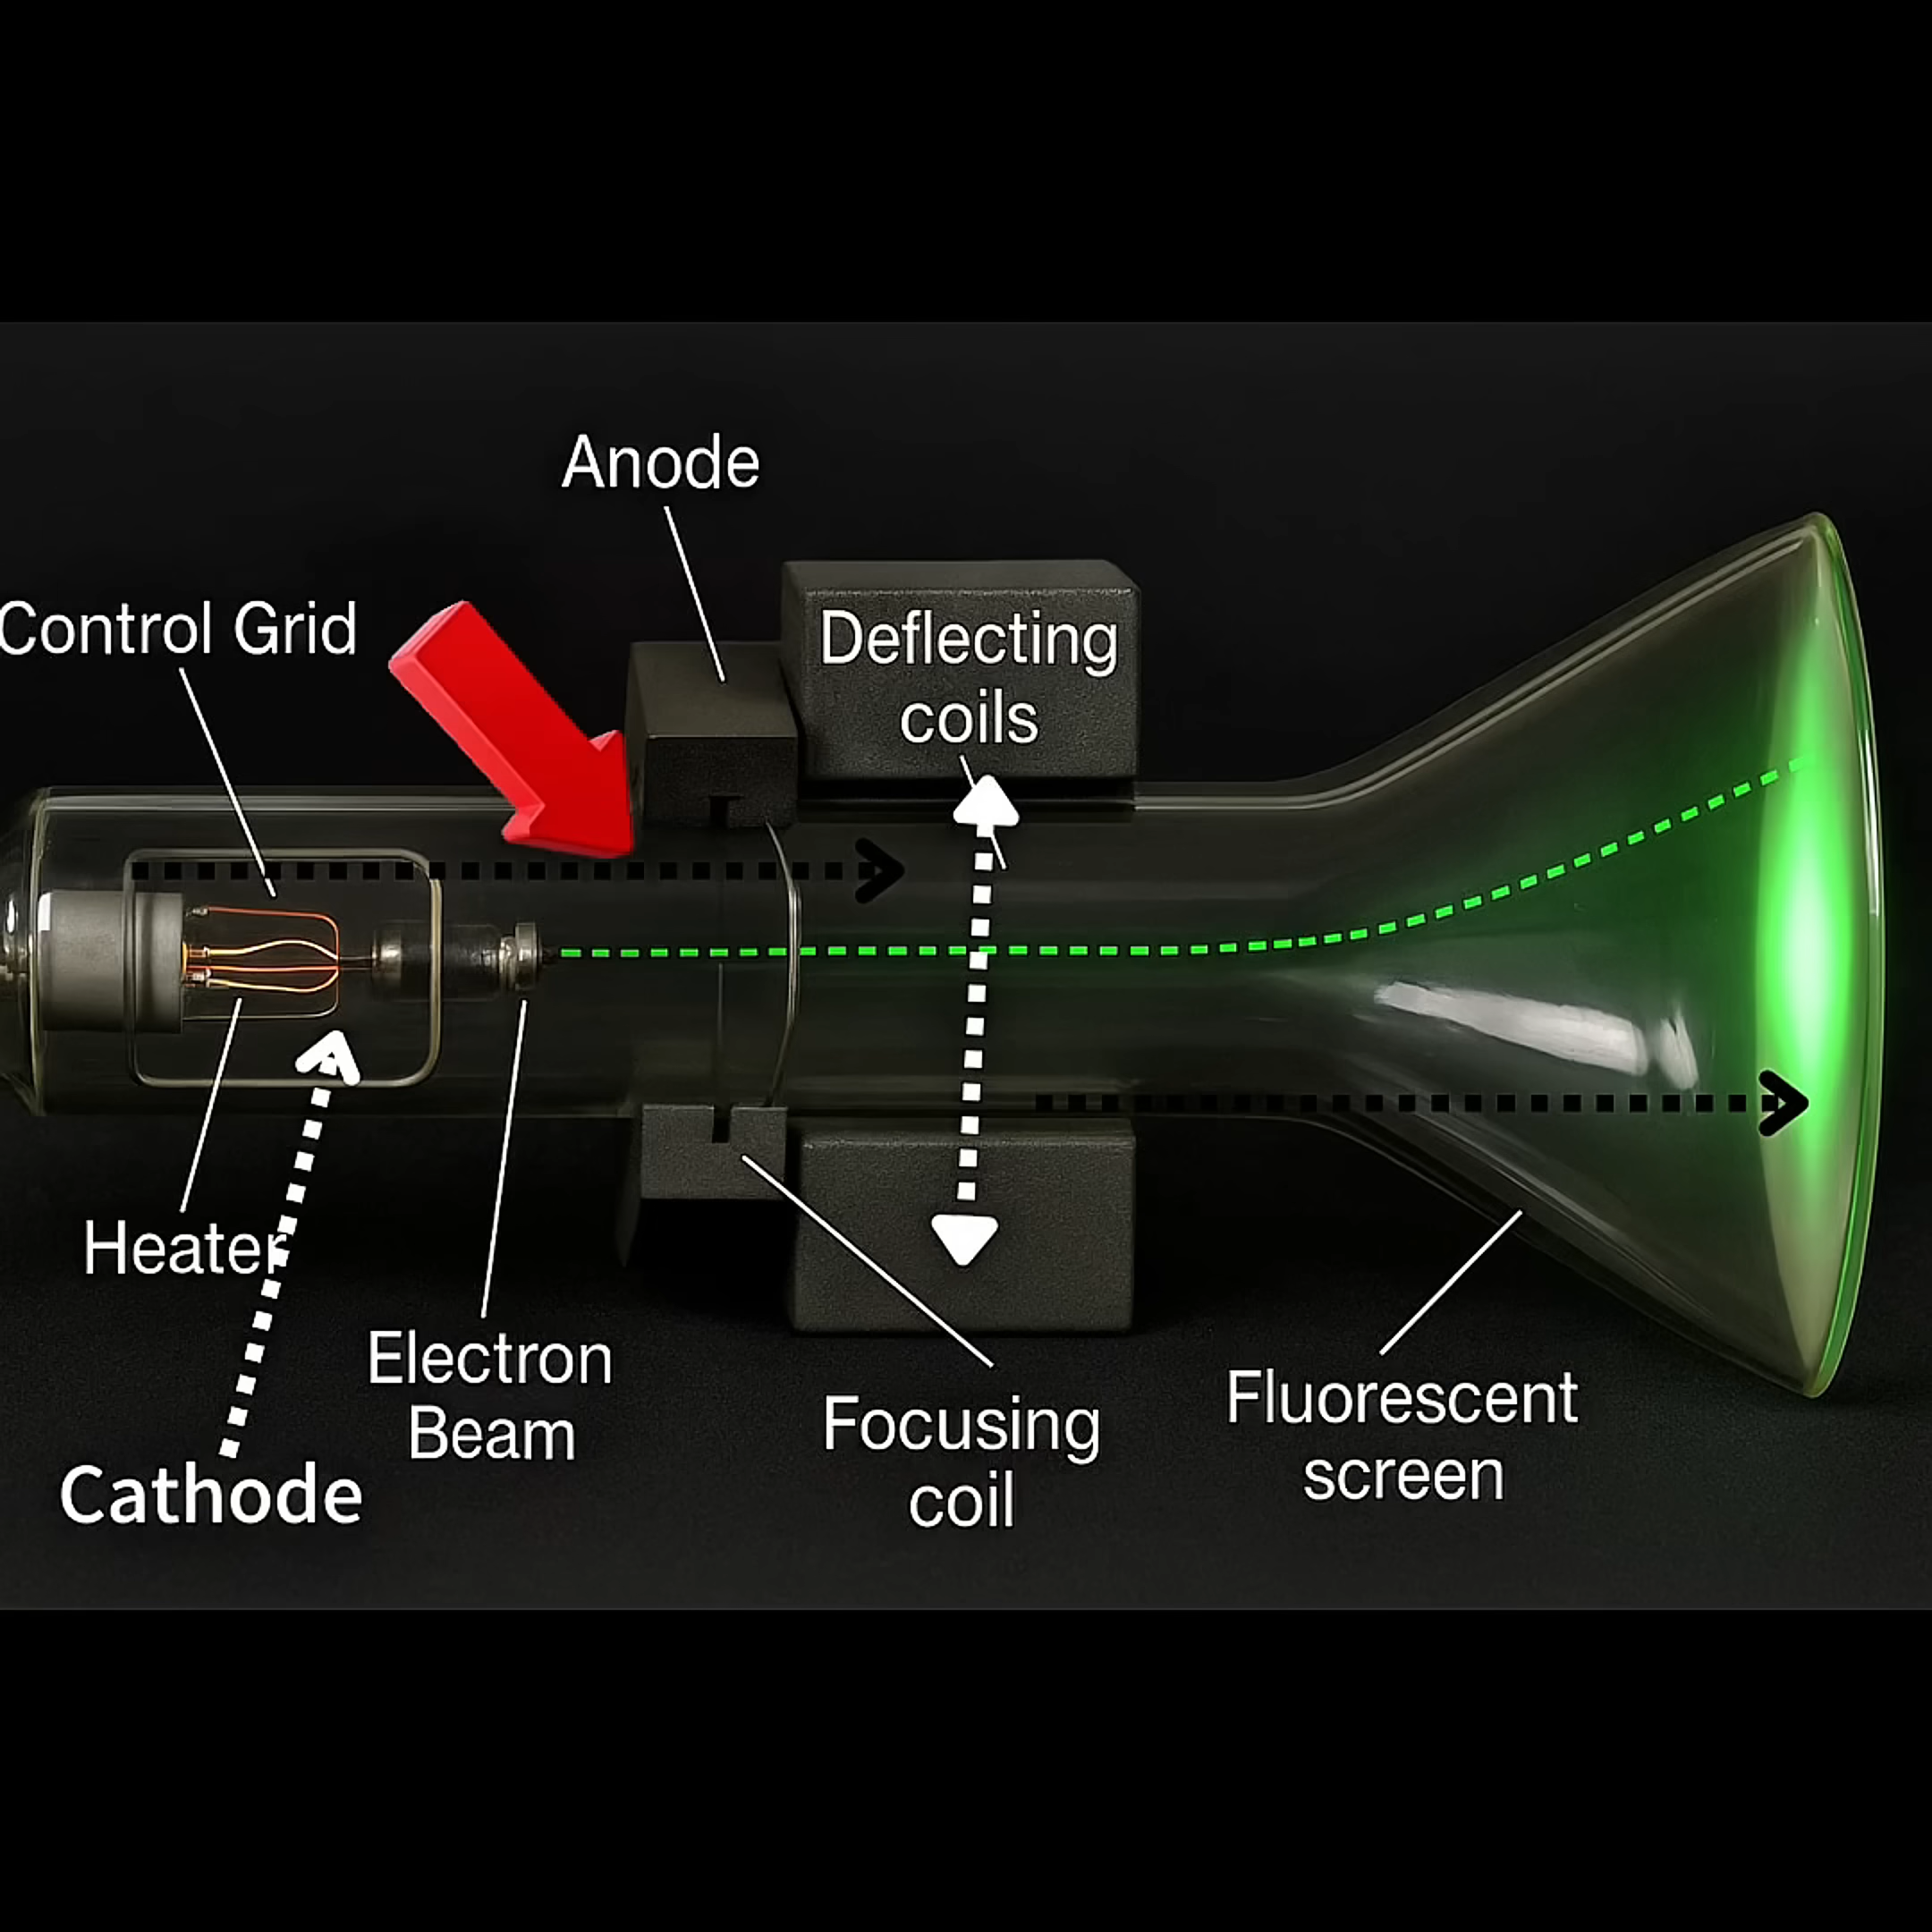 Anode
Control Grid
Deflecting
coils
Heater
Electron
Beam
Cathode
Focusing
coil
Fluorescent
screen